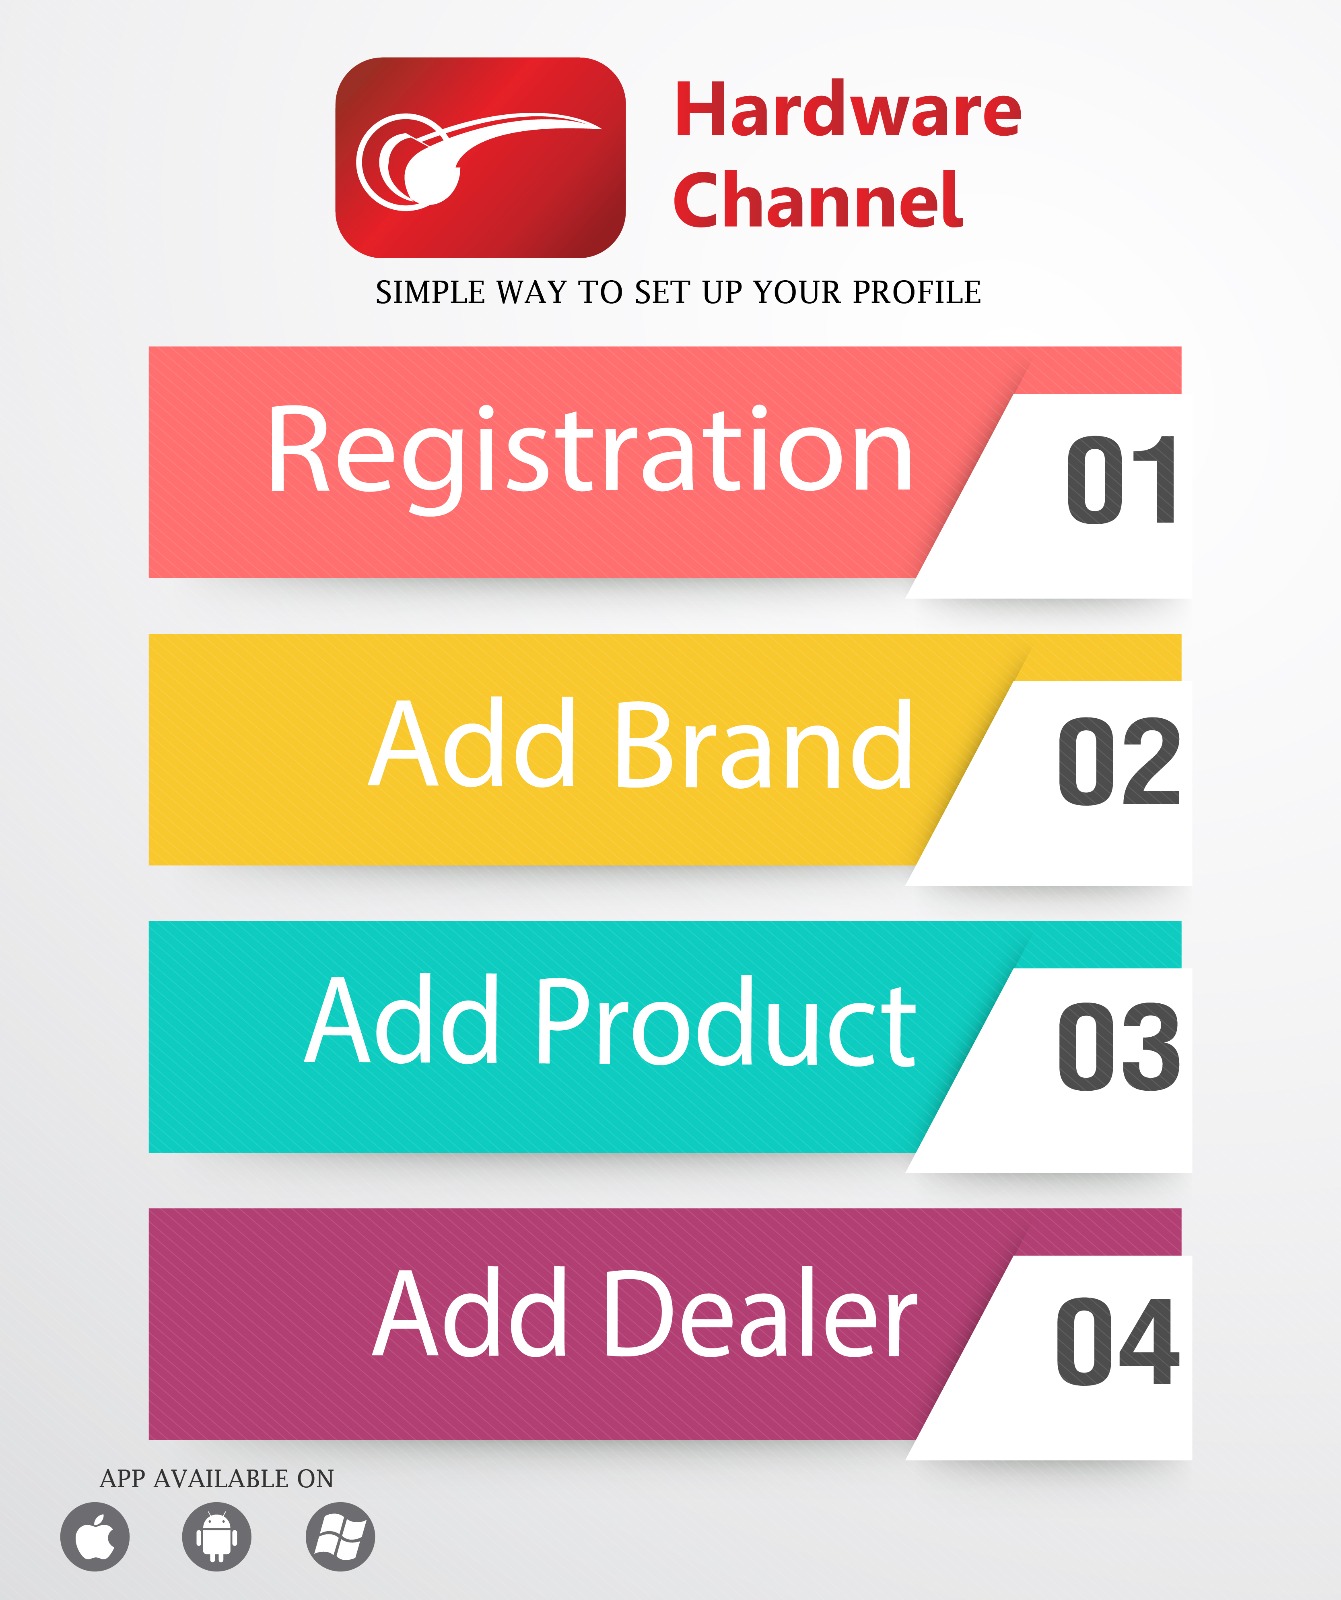 Hardware
Channel
SIMPLE WAY TO SET UP YOUR PROFILE
Registration
01
Add Brand
02
Add Product
03
Add Dealer
04
APP AVAILABLE ON